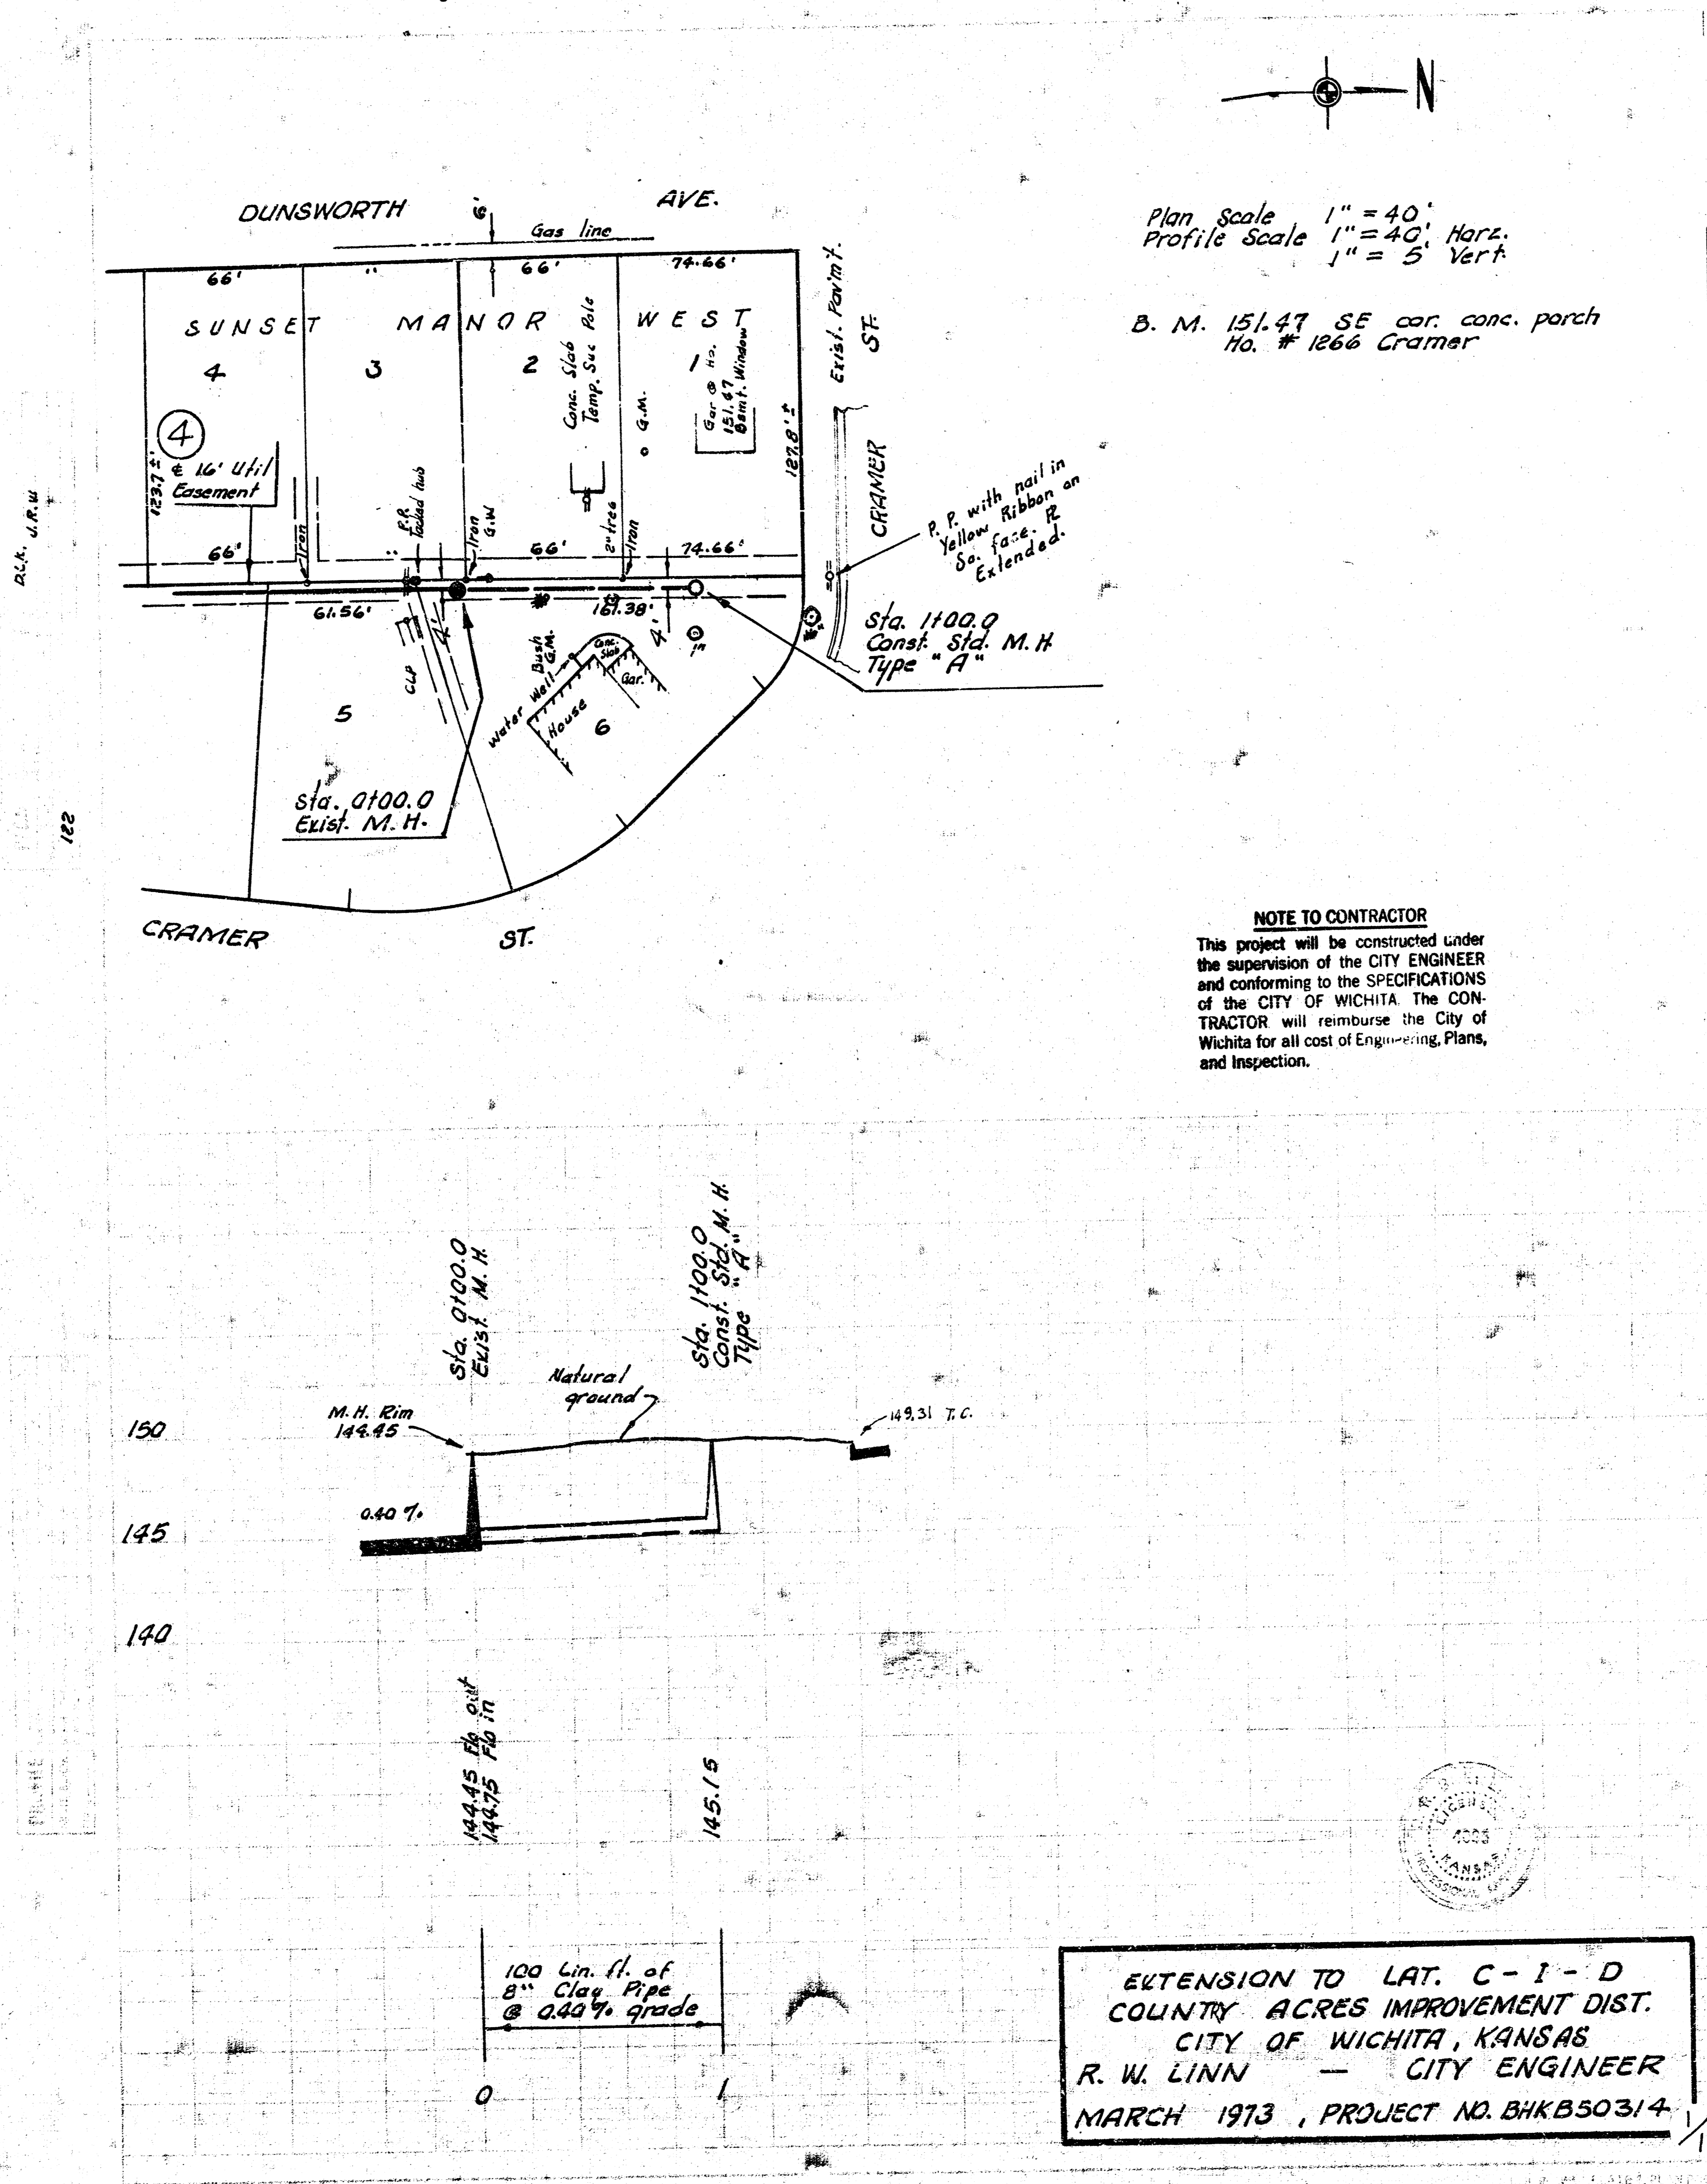 N
DUNSWORTH AVE.
6'
Gas line
66'
"
66'
74.66'
SUNSET MANOR WEST
4
3
2
1
Conc. Slab
Temp. Suc Pole
G.M.
Gar @ Ho.
151.67
Bsmt. Window
Exist. Pav'm't.
CRAMER ST.
127.8'±
123.7'±
4
℄ 16' Util
Easement
Iron
P.P.
Tacked hub
Iron
G.W
2" tree
Iron
66'
"
66'
74.66'
61.56'
161.38'
4'
4'
P.P. with nail in
Yellow Ribbon on
So. face. ℞
Extended.
Sta. 1+00.0
Const. Std. M.H.
Type "A"
CLP
Bush
G.M.
Water Well
Conc.
Slab
Gar.
House
5
6
Sta. 0+00.0
Exist. M.H.
CRAMER ST.
Plan Scale 1" = 40'
Profile Scale 1" = 40' Horz.
1" = 5' Vert.
B. M. 151.47 SE cor. conc. porch
Ho. # 1266 Cramer
D.L.K. J.R.W
122
NOTE TO CONTRACTOR
This project will be constructed under
the supervision of the CITY ENGINEER
and conforming to the SPECIFICATIONS
of the CITY OF WICHITA. The CON-
TRACTOR will reimburse the City of
Wichita for all cost of Engineering, Plans,
and Inspection.
Sta. 0+00.0
Exist. M. H.
Sta. 1+00.0
Const. Std. M. H.
Type "A"
Natural
ground
M.H. Rim
149.45
149.31 T.C.
150
0.40 %
145
140
144.45 Flo out
144.75 Flo in
145.15
100 Lin. ft. of
8" Clay Pipe
@ 0.40% grade
0 1
LICENSED
4093
KANSAS
EXTENSION TO LAT. C-I-D
COUNTRY ACRES IMPROVEMENT DIST.
CITY OF WICHITA, KANSAS
R. W. LINN — CITY ENGINEER
MARCH 1973, PROJECT NO. BHKB50314
1/1